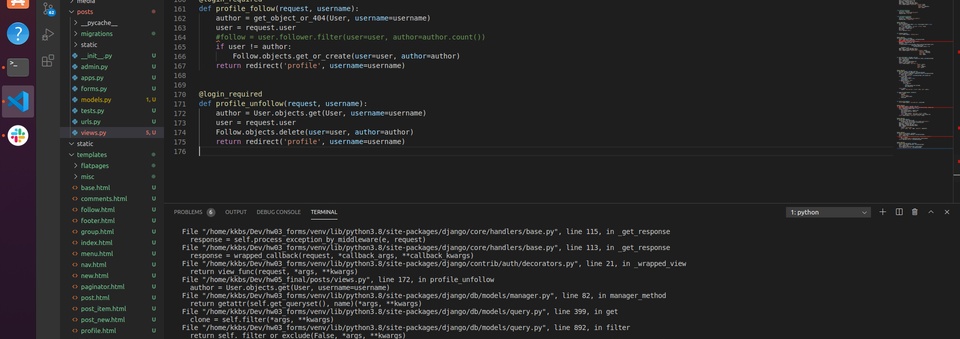 media
posts
__pycache__
migrations
static
__init__.py U
admin.py U
apps.py U
forms.py U
models.py 1, U
tests.py U
urls.py U
views.py 5, U
static
templates
flatpages
misc
base.html U
comments.html U
follow.html U
footer.html U
group.html U
index.html U
menu.html U
nav.html U
new.html U
paginator.html U
post.html U
post_item.html U
post_new.html U
profile.html U
160 @login_required
161 def profile_follow(request, username):
162 author = get_object_or_404(User, username=username)
163 user = request.user
164 #follow = user.follower.filter(user=user, author=author.count())
165 if user != author:
166 Follow.objects.get_or_create(user=user, author=author)
167 return redirect('profile', username=username)
168
169
170 @login_required
171 def profile_unfollow(request, username):
172 author = User.objects.get(User, username=username)
173 user = request.user
174 Follow.objects.delete(user=user, author=author)
175 return redirect('profile', username=username)
176
PROBLEMS 6 OUTPUT DEBUG CONSOLE TERMINAL 1: python
File "/home/kkbs/Dev/hw03_forms/venv/lib/python3.8/site-packages/django/core/handlers/base.py", line 115, in _get_response
response = self.process_exception_by_middleware(e, request)
File "/home/kkbs/Dev/hw03_forms/venv/lib/python3.8/site-packages/django/core/handlers/base.py", line 113, in _get_response
response = wrapped_callback(request, *callback_args, **callback_kwargs)
File "/home/kkbs/Dev/hw03_forms/venv/lib/python3.8/site-packages/django/contrib/auth/decorators.py", line 21, in _wrapped_view
return view_func(request, *args, **kwargs)
File "/home/kkbs/Dev/hw05_final/posts/views.py", line 172, in profile_unfollow
author = User.objects.get(User, username=username)
File "/home/kkbs/Dev/hw03_forms/venv/lib/python3.8/site-packages/django/db/models/manager.py", line 82, in manager_method
return getattr(self.get_queryset(), name)(*args, **kwargs)
File "/home/kkbs/Dev/hw03_forms/venv/lib/python3.8/site-packages/django/db/models/query.py", line 399, in get
clone = self.filter(*args, **kwargs)
File "/home/kkbs/Dev/hw03_forms/venv/lib/python3.8/site-packages/django/db/models/query.py", line 892, in filter
return self._filter_or_exclude(False, *args, **kwargs)